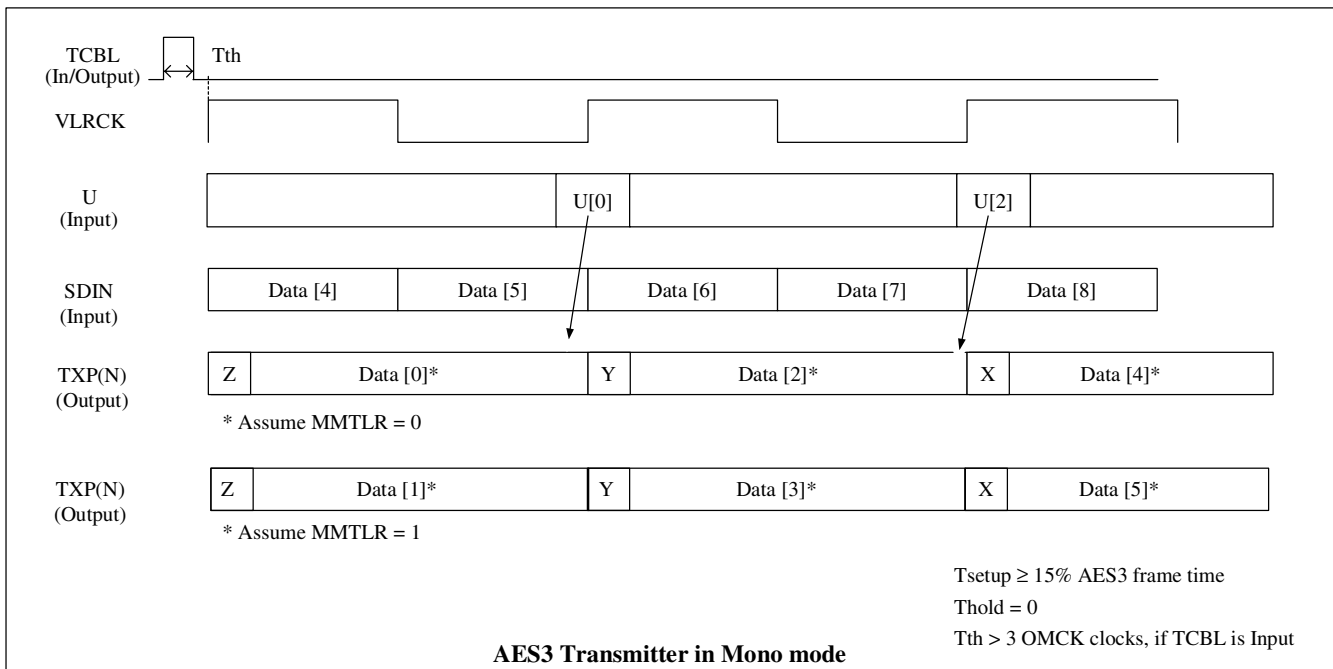 TCBL
(In/Output)
Tth
VLRCK
U
(Input)
U[0]
U[2]
SDIN
(Input)
Data [4]
Data [5]
Data [6]
Data [7]
Data [8]
TXP(N)
(Output)
Z
Data [0]*
Y
Data [2]*
X
Data [4]*
* Assume MMTLR = 0
TXP(N)
(Output)
Z
Data [1]*
Y
Data [3]*
X
Data [5]*
* Assume MMTLR = 1
Tsetup ≥ 15% AES3 frame time
Thold = 0
Tth > 3 OMCK clocks, if TCBL is Input
AES3 Transmitter in Mono mode